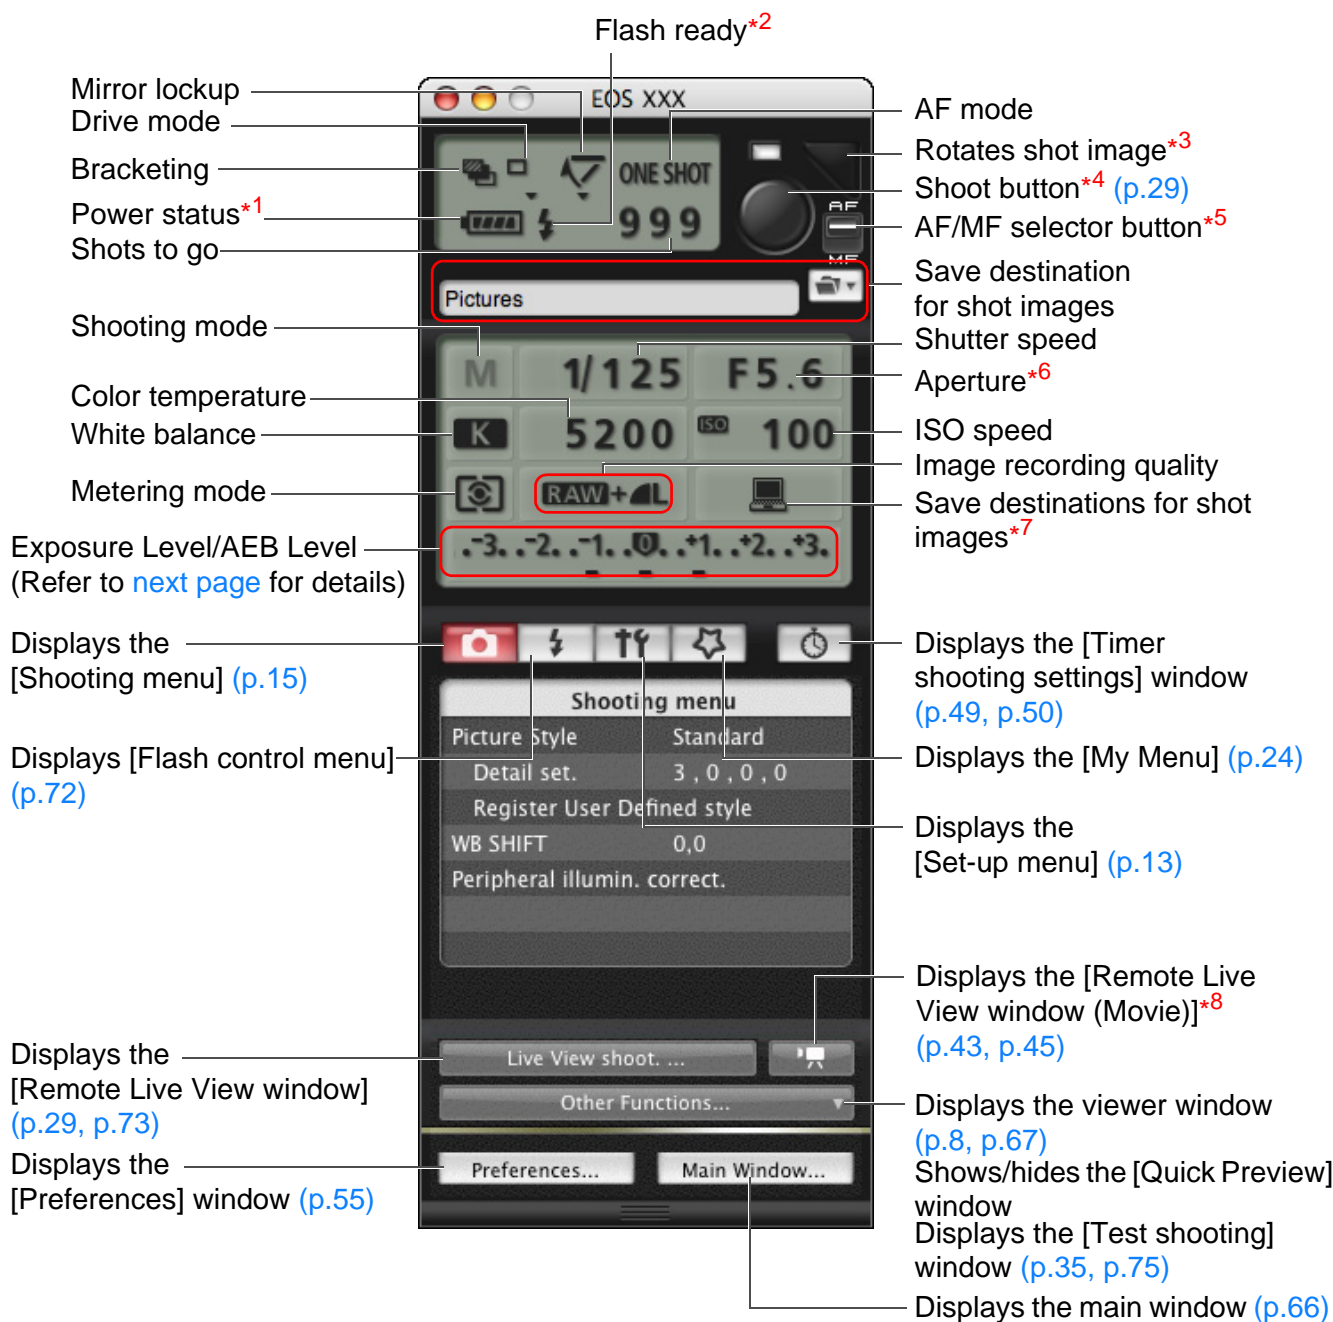 Flash ready*2
Mirror lockup
Drive mode
Bracketing
Power status*1
Shots to go
Shooting mode
Color temperature
White balance
Metering mode
Exposure Level/AEB Level
(Refer to next page for details)
Displays the
[Shooting menu] (p.15)
Displays [Flash control menu]
(p.72)
Displays the
[Remote Live View window]
(p.29, p.73)
Displays the
[Preferences] window (p.55)
EOS XXX
ONE SHOT
999
AF
MF
Pictures
M 1/125 F5.6
K 5200 ISO 100
RAW+L
.-3. .-2. .-1. .0. .+1. .+2. .+3.
Shooting menu
Picture Style Standard
Detail set. 3 , 0 , 0 , 0
Register User Defined style
WB SHIFT 0,0
Peripheral illumin. correct.
Live View shoot. ...
Other Functions...
Preferences... Main Window...
AF mode
Rotates shot image*3
Shoot button*4 (p.29)
AF/MF selector button*5
Save destination
for shot images
Shutter speed
Aperture*6
ISO speed
Image recording quality
Save destinations for shot
images*7
Displays the [Timer
shooting settings] window
(p.49, p.50)
Displays the [My Menu] (p.24)
Displays the
[Set-up menu] (p.13)
Displays the [Remote Live
View window (Movie)]*8
(p.43, p.45)
Displays the viewer window
(p.8, p.67)
Shows/hides the [Quick Preview]
window
Displays the [Test shooting]
window (p.35, p.75)
Displays the main window (p.66)